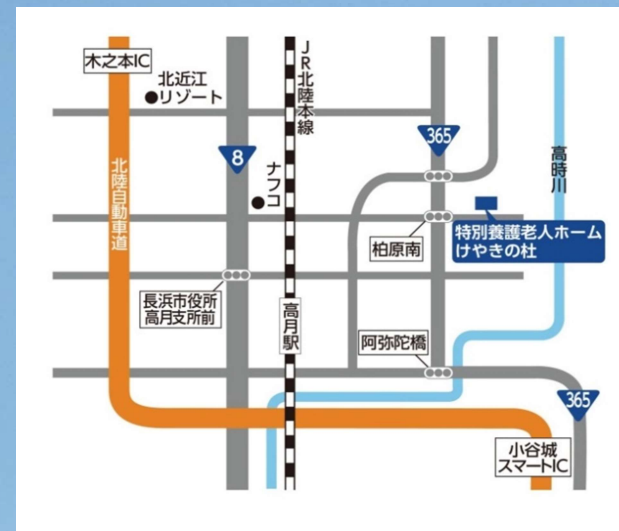 木之本IC
北近江
リゾート
JR北陸本線
365
8
ナフコ
高時川
北陸自動車道
特別養護老人ホーム
けやきの杜
柏原南
長浜市役所
高月支所前
高月駅
阿弥陀橋
365
小谷城
スマートIC